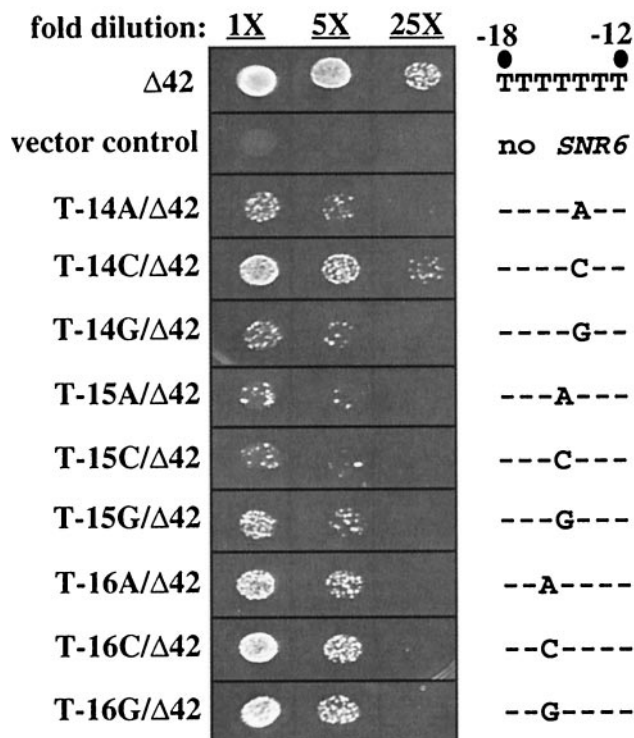 fold dilution: 1X 5X 25X -18 -12
Δ42 TTTTTTT
vector control no SNR6
T-14A/Δ42 ----A--
T-14C/Δ42 ----C--
T-14G/Δ42 ----G--
T-15A/Δ42 ---A---
T-15C/Δ42 ---C---
T-15G/Δ42 ---G---
T-16A/Δ42 --A----
T-16C/Δ42 --C----
T-16G/Δ42 --G----